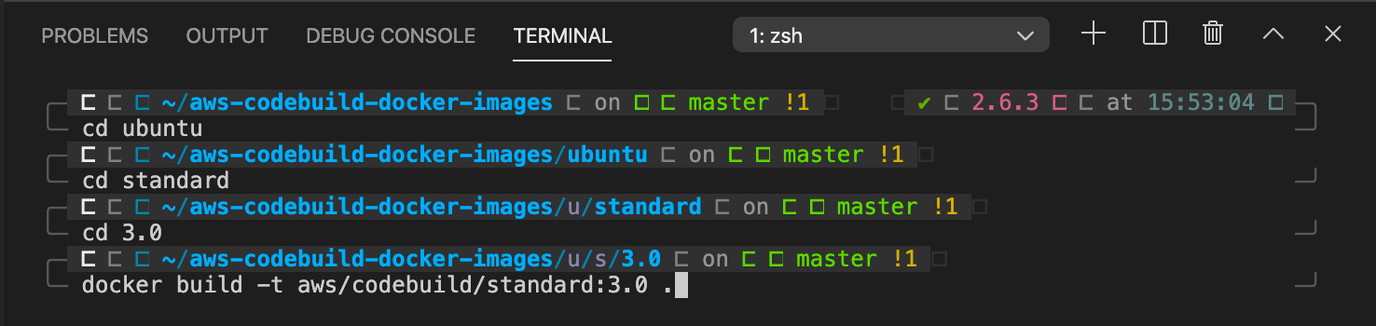 PROBLEMS OUTPUT DEBUG CONSOLE TERMINAL 1: zsh
~/aws-codebuild-docker-images on master !1 ✔ 2.6.3 at 15:53:04
cd ubuntu
~/aws-codebuild-docker-images/ubuntu on master !1
cd standard
~/aws-codebuild-docker-images/u/standard on master !1
cd 3.0
~/aws-codebuild-docker-images/u/s/3.0 on master !1
docker build -t aws/codebuild/standard:3.0 .